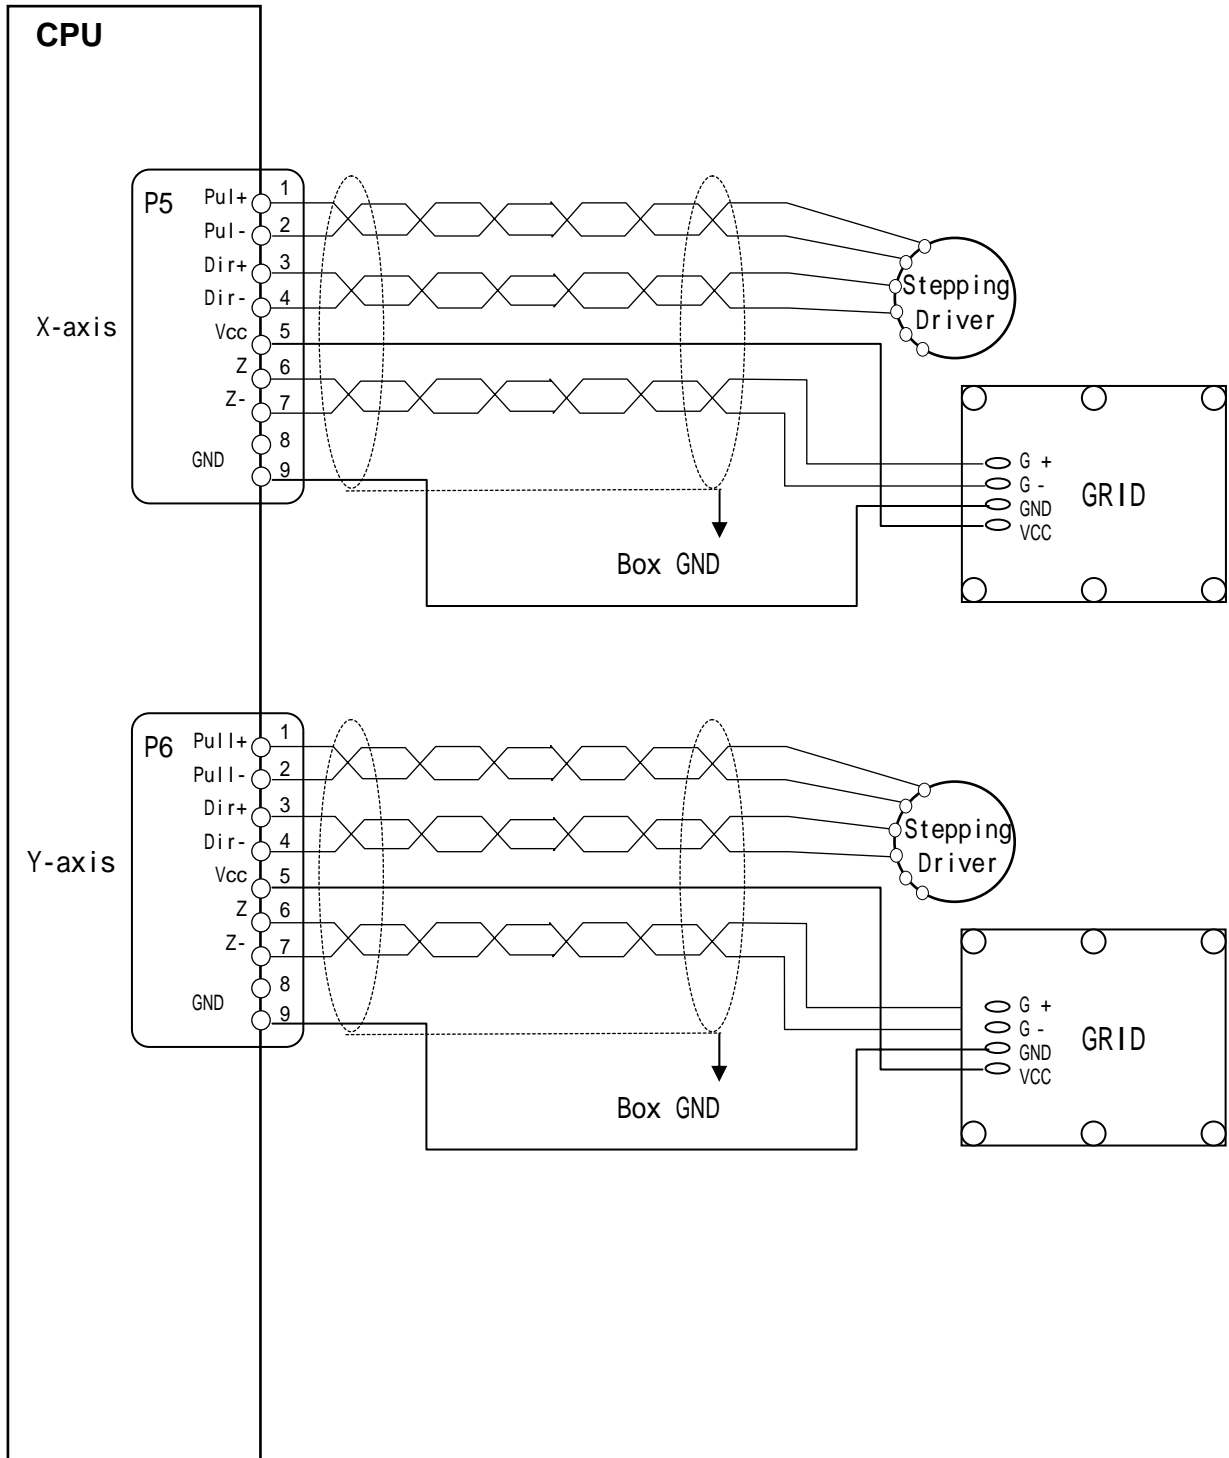 CPU
P5
X-axis
Pul+ 1
Pul- 2
Dir+ 3
Dir- 4
Vcc 5
Z 6
Z- 7
8
GND 9
Stepping
Driver
G +
G -
GND
VCC
GRID
Box GND
P6
Y-axis
Pull+ 1
Pull- 2
Dir+ 3
Dir- 4
Vcc 5
Z 6
Z- 7
8
GND 9
Stepping
Driver
G +
G -
GND
VCC
GRID
Box GND